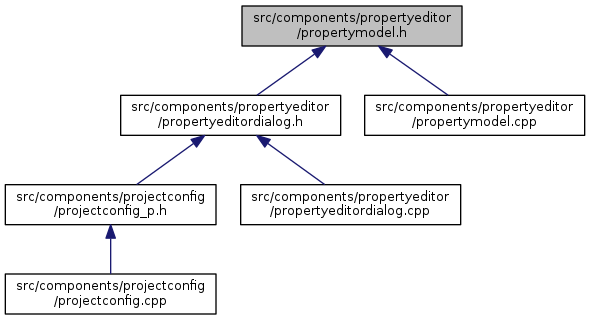 src/components/propertyeditor
/propertymodel.h
src/components/propertyeditor
/propertyeditordialog.h
src/components/propertyeditor
/propertymodel.cpp
src/components/projectconfig
/projectconfig_p.h
src/components/propertyeditor
/propertyeditordialog.cpp
src/components/projectconfig
/projectconfig.cpp